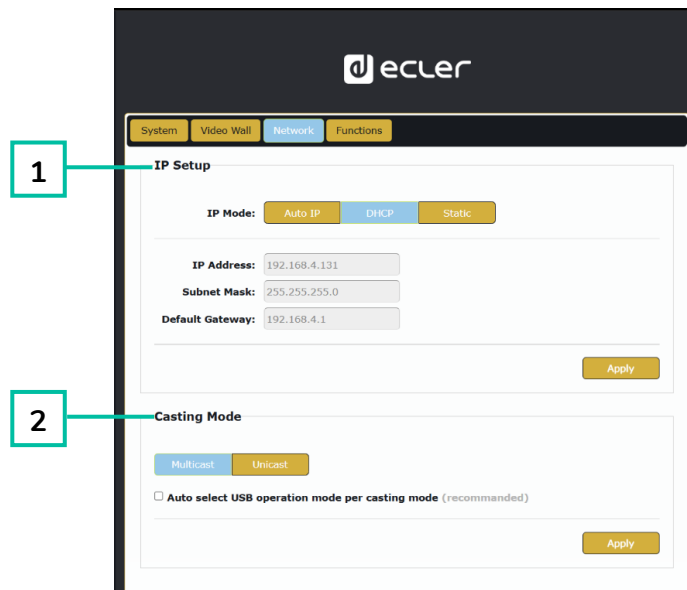 ecler
System Video Wall Network Functions
1
IP Setup
IP Mode: Auto IP DHCP Static
IP Address: 192.168.4.131
Subnet Mask: 255.255.255.0
Default Gateway: 192.168.4.1
Apply
2
Casting Mode
Multicast Unicast
Auto select USB operation mode per casting mode (recommanded)
Apply